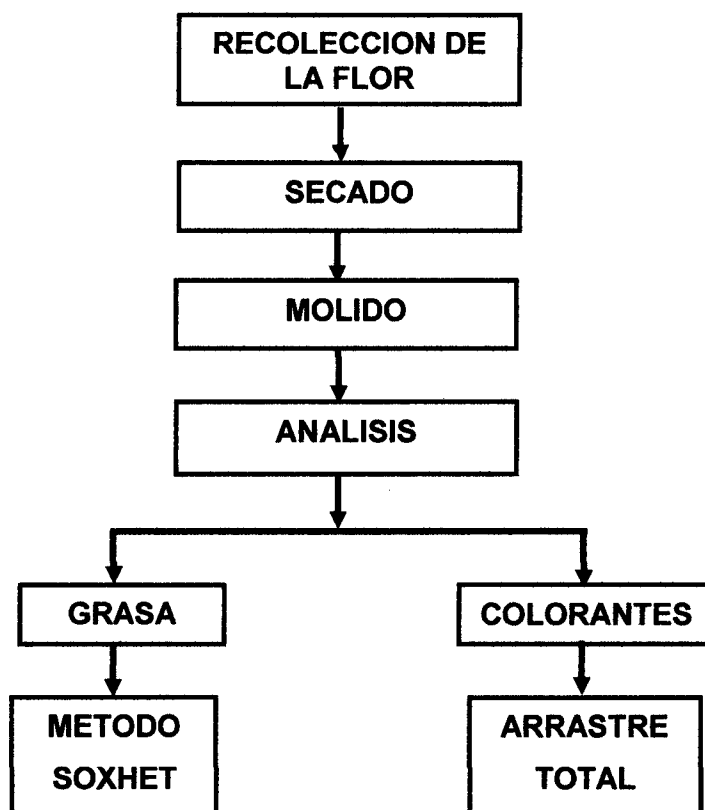 RECOLECCION DE
LA FLOR
SECADO
MOLIDO
ANALISIS
GRASA
COLORANTES
METODO
SOXHET
ARRASTRE
TOTAL